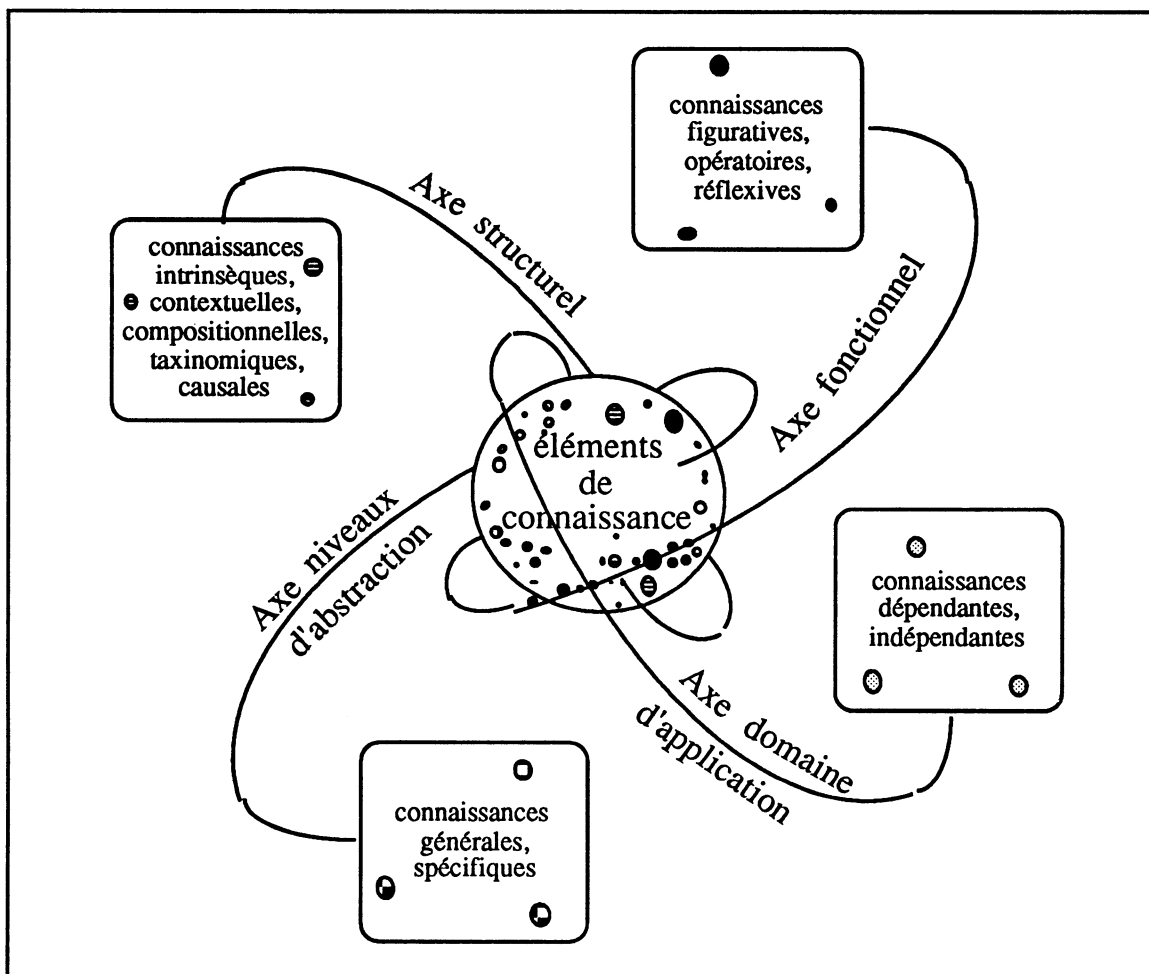 connaissances
figuratives,
opératoires,
réflexives
Axe structurel
connaissances
intrinsèques,
contextuelles,
compositionnelles,
taxinomiques,
causales
Axe fonctionnel
éléments
de
connaissance
Axe niveaux
d'abstraction
connaissances
dépendantes,
indépendantes
Axe domaine
d'application
connaissances
générales,
spécifiques